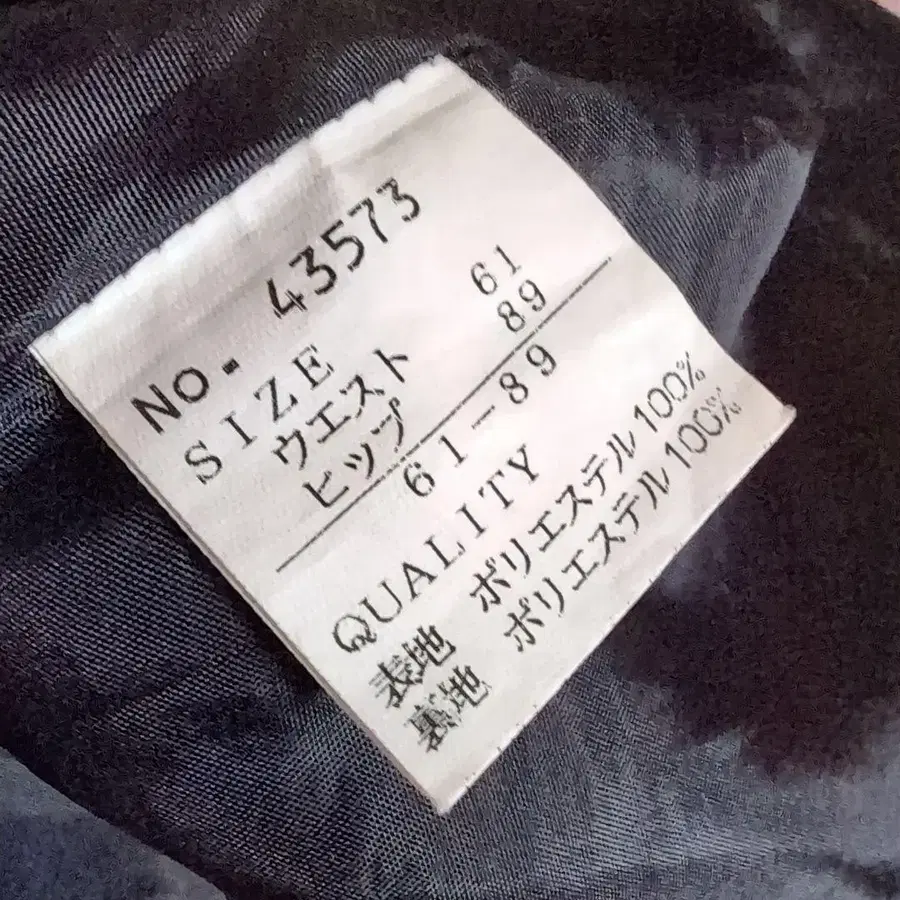 No. 43573
SIZE
ウエスト 61
ヒップ 89
61-89
QUALITY
表地 ポリエステル100%
裏地 ポリエステル100%